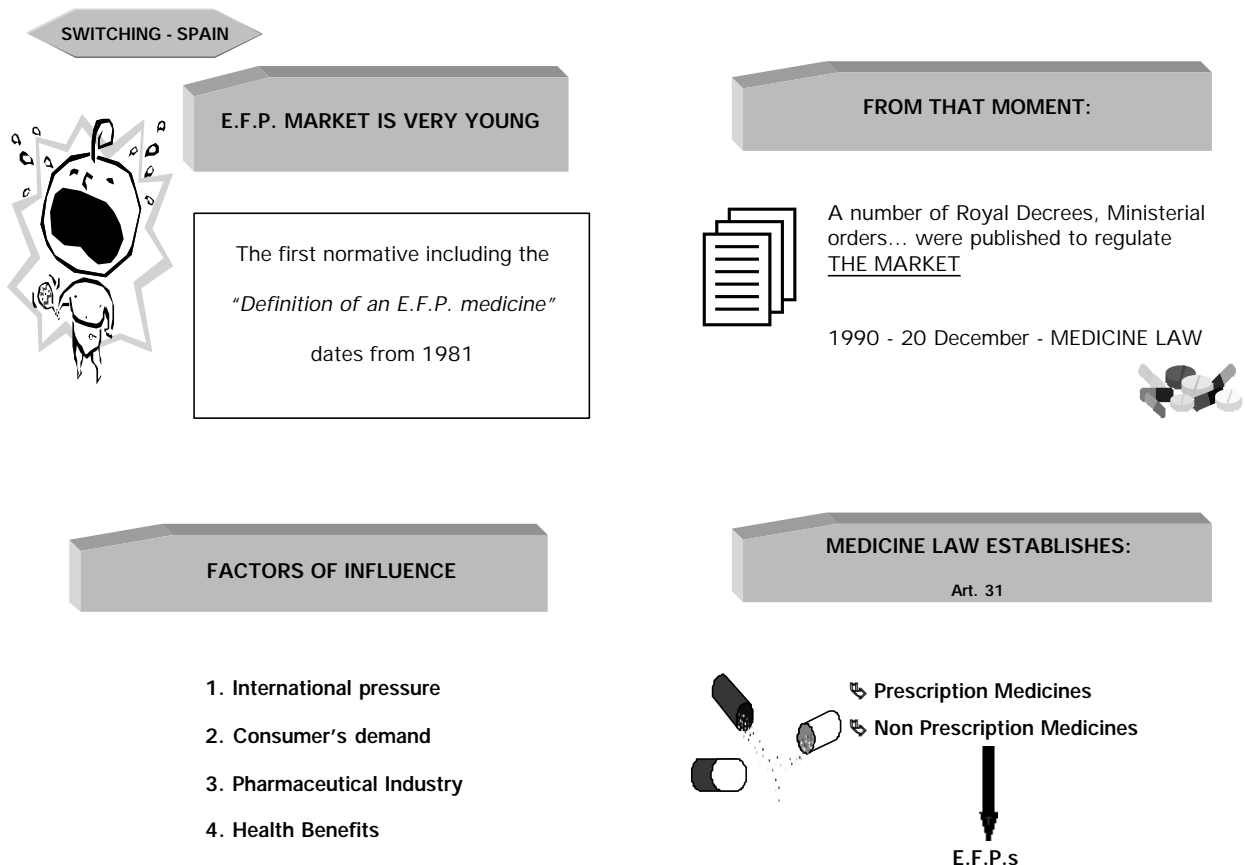 SWITCHING - SPAIN
E.F.P. MARKET IS VERY YOUNG
The first normative including the
“Definition of an E.F.P. medicine”
dates from 1981
FROM THAT MOMENT:
A number of Royal Decrees, Ministerial
orders… were published to regulate
THE MARKET
1990 - 20 December - MEDICINE LAW
FACTORS OF INFLUENCE
1. International pressure
2. Consumer’s demand
3. Pharmaceutical Industry
4. Health Benefits
MEDICINE LAW ESTABLISHES:
Art. 31
Prescription Medicines
Non Prescription Medicines
E.F.P.s